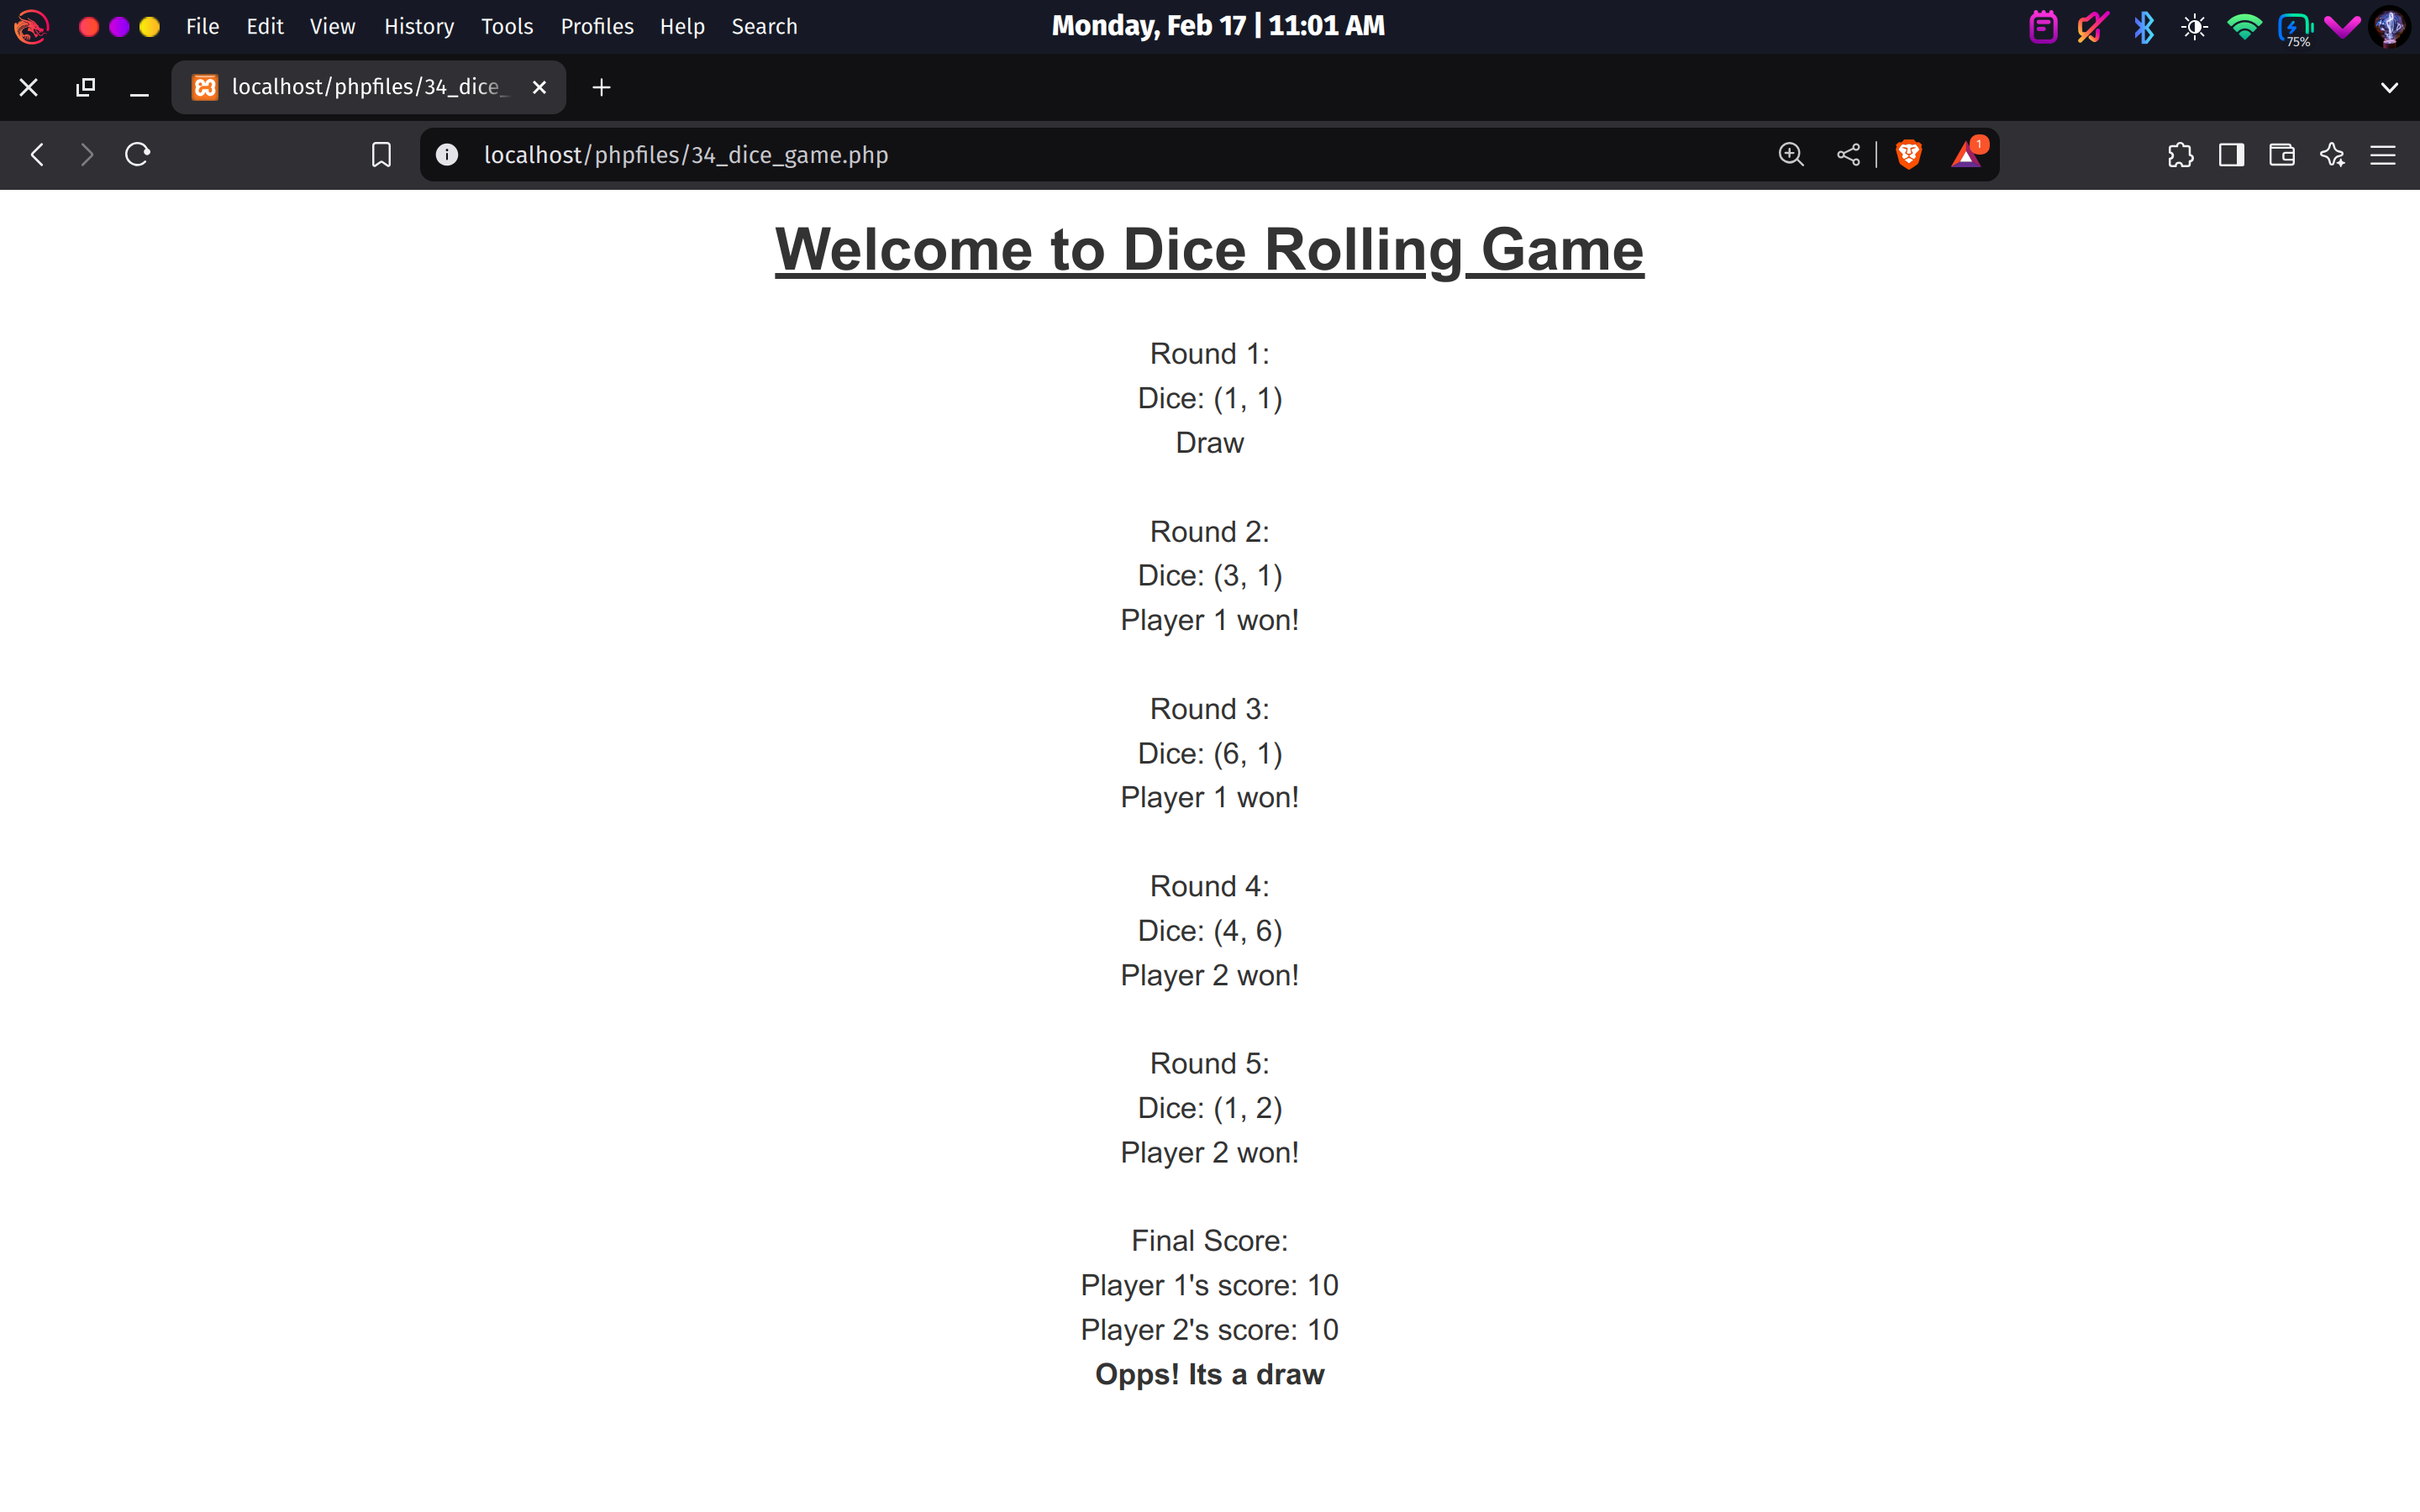 File Edit View History Tools Profiles Help Search
Monday, Feb 17 | 11:01 AM
75%
localhost/phpfiles/34_dice_
localhost/phpfiles/34_dice_game.php
1
Welcome to Dice Rolling Game
Round 1:
Dice: (1, 1)
Draw
Round 2:
Dice: (3, 1)
Player 1 won!
Round 3:
Dice: (6, 1)
Player 1 won!
Round 4:
Dice: (4, 6)
Player 2 won!
Round 5:
Dice: (1, 2)
Player 2 won!
Final Score:
Player 1's score: 10
Player 2's score: 10
Opps! Its a draw